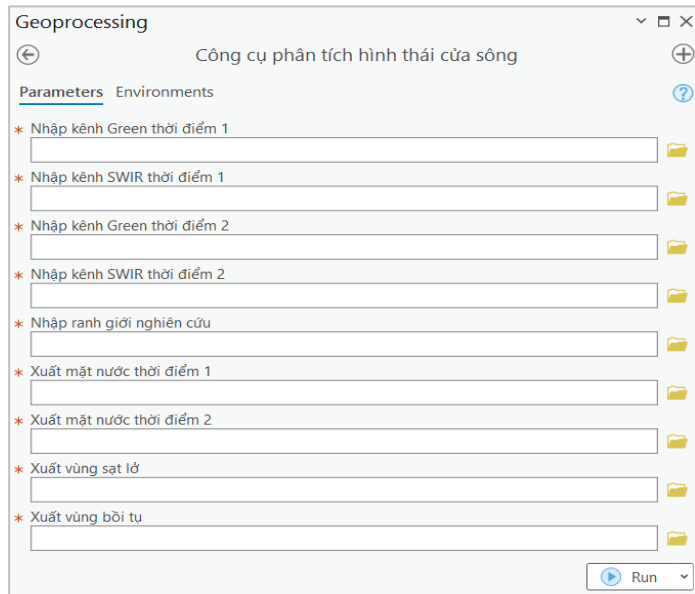 Geoprocessing
Công cụ phân tích hình thái cửa sông
Parameters Environments
* Nhập kênh Green thời điểm 1
* Nhập kênh SWIR thời điểm 1
* Nhập kênh Green thời điểm 2
* Nhập kênh SWIR thời điểm 2
* Nhập ranh giới nghiên cứu
* Xuất mặt nước thời điểm 1
* Xuất mặt nước thời điểm 2
* Xuất vùng sạt lở
* Xuất vùng bồi tụ
Run